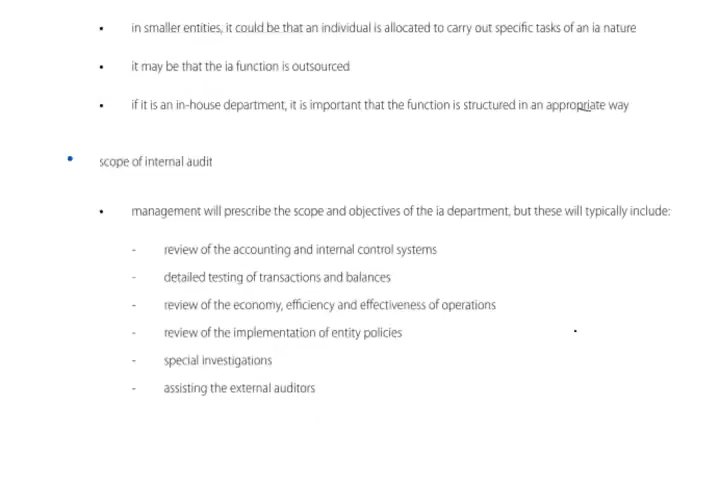 • in smaller entities, it could be that an individual is allocated to carry out specific tasks of an ia nature
• it may be that the ia function is outsourced
• if it is an in-house department, it is important that the function is structured in an appropriate way
• scope of internal audit
• management will prescribe the scope and objectives of the ia department, but these will typically include:
- review of the accounting and internal control systems
- detailed testing of transactions and balances
- review of the economy, efficiency and effectiveness of operations
- review of the implementation of entity policies
- special investigations
- assisting the external auditors